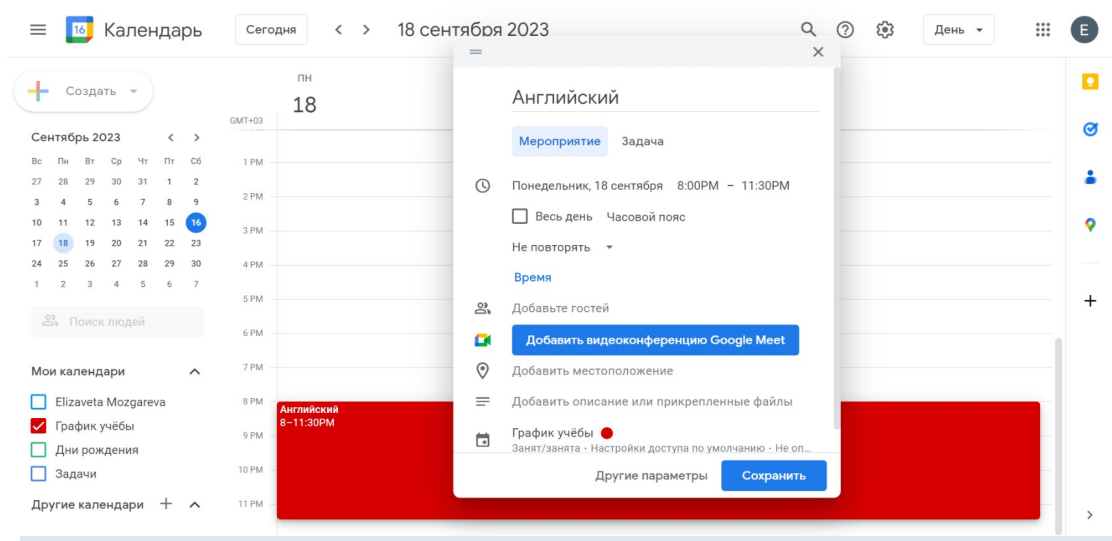 16 Календарь Сегодня 18 сентября 2023 День E
Создать
ПН
18
GMT+03
Сентябрь 2023
Вс Пн Вт Ср Чт Пт Сб
27 28 29 30 31 1 2
3 4 5 6 7 8 9
10 11 12 13 14 15 16
17 18 19 20 21 22 23
24 25 26 27 28 29 30
1 2 3 4 5 6 7
Поиск людей
Мои календари
Elizaveta Mozgareva
График учёбы
Дни рождения
Задачи
Другие календари
1 PM
2 PM
3 PM
4 PM
5 PM
6 PM
7 PM
8 PM
9 PM
10 PM
11 PM
Английский
8–11:30PM
Английский
Мероприятие Задача
Понедельник, 18 сентября 8:00PM – 11:30PM
Весь день Часовой пояс
Не повторять
Время
Добавьте гостей
Добавить видеоконференцию Google Meet
Добавить местоположение
Добавить описание или прикрепленные файлы
График учёбы
Занят/занята · Настройки доступа по умолчанию · Не оп...
Другие параметры Сохранить